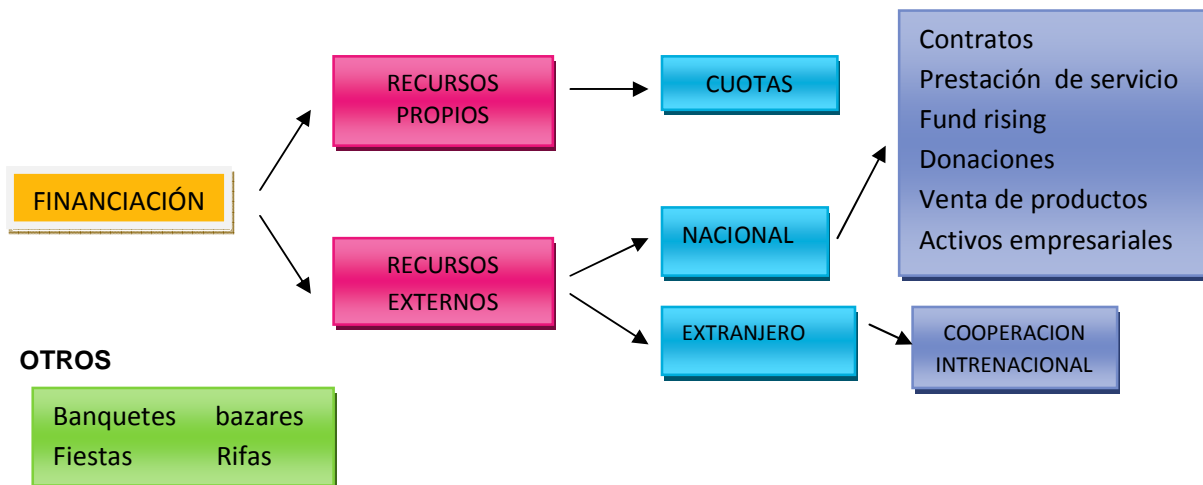 FINANCIACIÓN
RECURSOS
PROPIOS
CUOTAS
RECURSOS
EXTERNOS
NACIONAL
Contratos
Prestación de servicio
Fund rising
Donaciones
Venta de productos
Activos empresariales
EXTRANJERO
COOPERACION
INTRENACIONAL
OTROS
Banquetes bazares
Fiestas Rifas